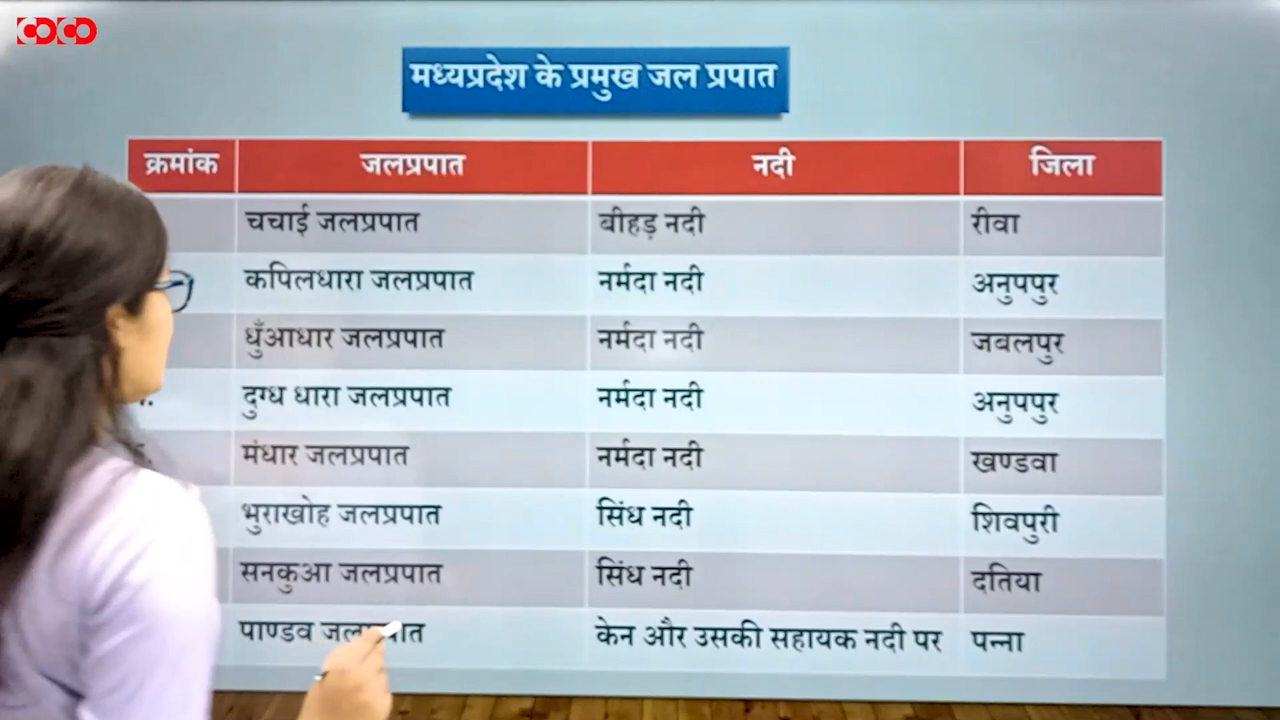 COCO
मध्यप्रदेश के प्रमुख जल प्रपात
क्रमांक जलप्रपात नदी जिला
चचाई जलप्रपात बीहड़ नदी रीवा
कपिलधारा जलप्रपात नर्मदा नदी अनुपपुर
धुँआधार जलप्रपात नर्मदा नदी जबलपुर
दुग्ध धारा जलप्रपात नर्मदा नदी अनुपपुर
मंधार जलप्रपात नर्मदा नदी खण्डवा
भुराखोह जलप्रपात सिंध नदी शिवपुरी
सनकुआ जलप्रपात सिंध नदी दतिया
पाण्डव जलप्रपात केन और उसकी सहायक नदी पर पन्ना